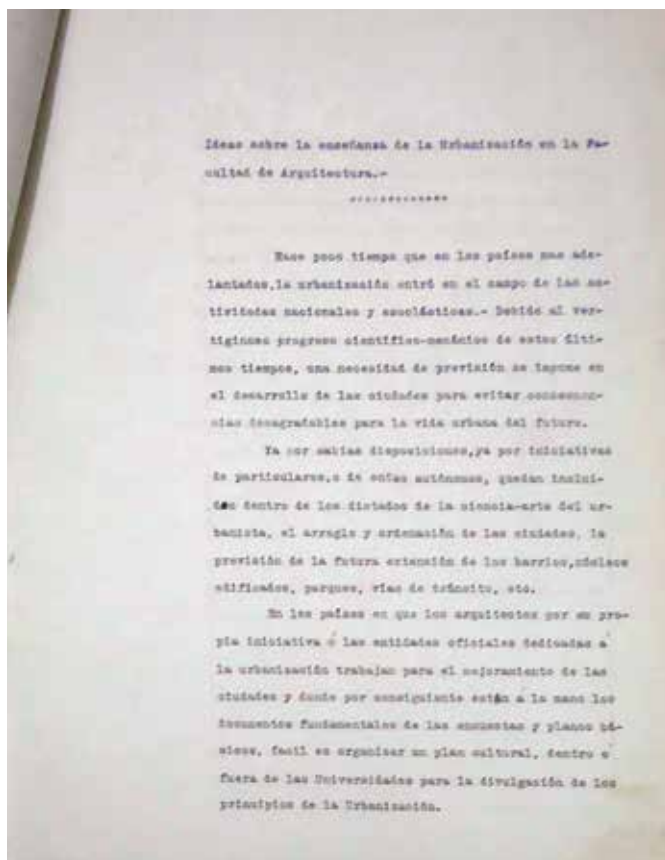 Ideas sobre la enseñanza de la Urbanización en la Fa-
cultad de Arquitectura.-
Hace poco tiempo que en los países mas ade-
lantados,la urbanización entró en el campo de las ac-
tividades nacionales y escolásticas.- Debido al ver-
tiginoso progreso científico-mecánico de estos últi-
mos tiempos, una necesidad de previsión se impone en
el desarrollo de las ciudades para evitar consecuen-
cias desagradables para la vida urbana del futuro.
Ya por sabias disposiciones,ya por iniciativas
de particulares,o de entes autónomos, quedan inclui-
dos dentro de los dictados de la ciencia-arte del ur-
banista, el arreglo y ordenación de las ciudades, la
previsión de la futura extensión de los barrios,núcleos
edificados, parques, vías de tránsito, etc.
En los países en que los arquitectos por su pro-
pia iniciativa ó las entidades oficiales dedicadas á
la urbanización trabajan para el mejoramiento de las
ciudades y donde por consiguiente están á la mano los
documentos fundamentales de las encuestas y planos bá-
sicos, facil es organizar un plan cultural, dentro ó
fuera de las Universidades para la divulgación de los
principios de la Urbanización.